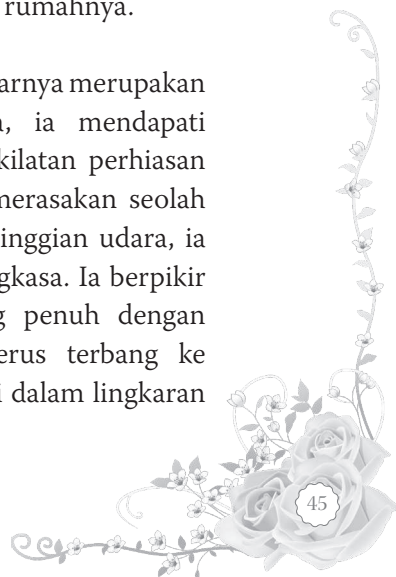 rumahnya.
arnya merupakan
, ia mendapati
kilatan perhiasan
merasakan seolah
inggian udara, ia
gkasa. Ia berpikir
penuh dengan
erus terbang ke
i dalam lingkaran
45